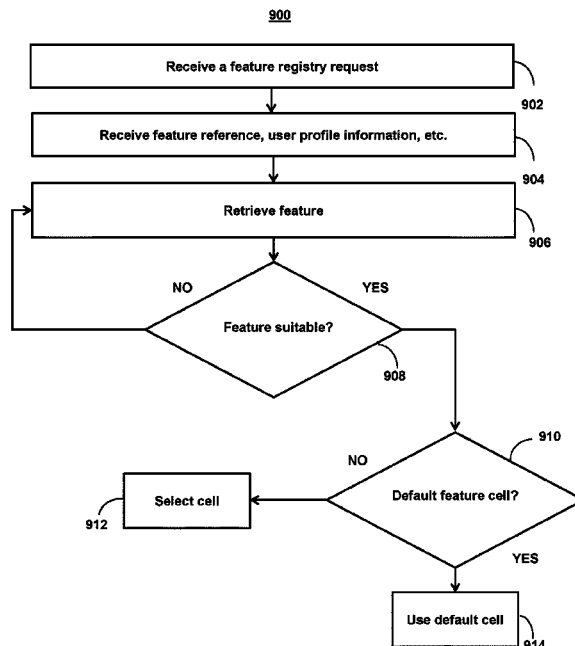 900
Receive a feature registry request
902
Receive feature reference, user profile information, etc.
904
Retrieve feature
906
NO
YES
Feature suitable?
908
910
NO
Default feature cell?
Select cell
912
YES
Use default cell
914